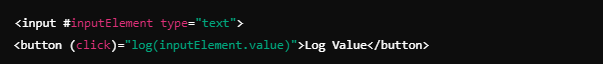 <input #inputElement type="text">
<button (click)="log(inputElement.value)">Log Value</button>